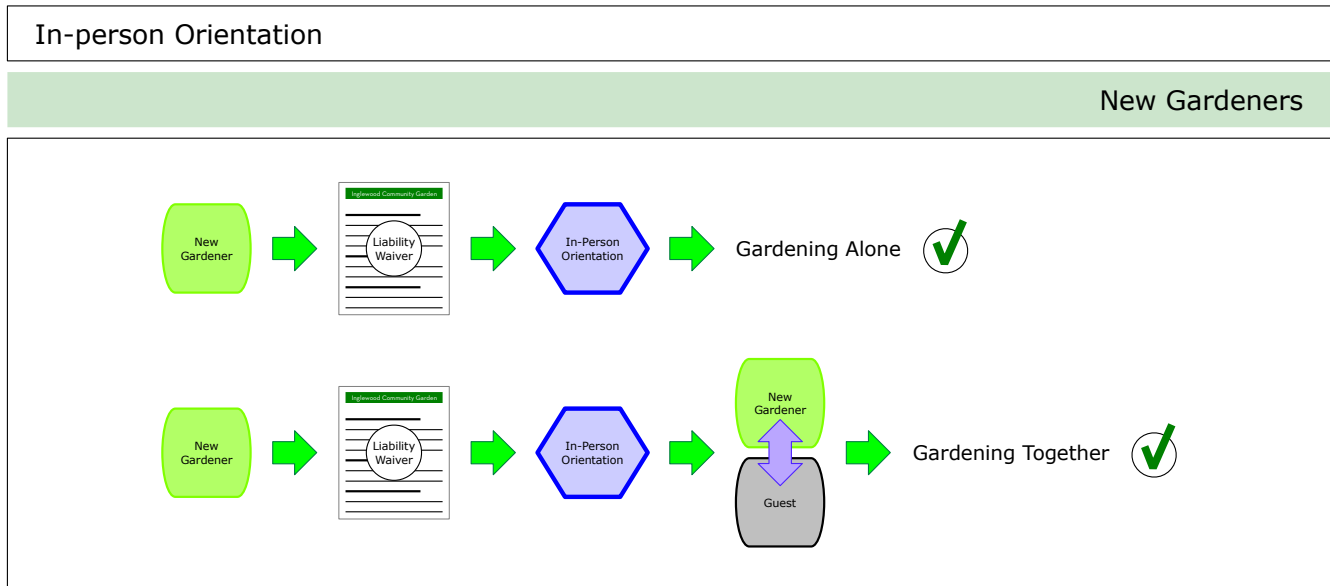 In-person Orientation
New Gardeners
New
Gardener
Inglewood Community Garden
Liability
Waiver
In-Person
Orientation
Gardening Alone
New
Gardener
Inglewood Community Garden
Liability
Waiver
In-Person
Orientation
New
Gardener
Guest
Gardening Together